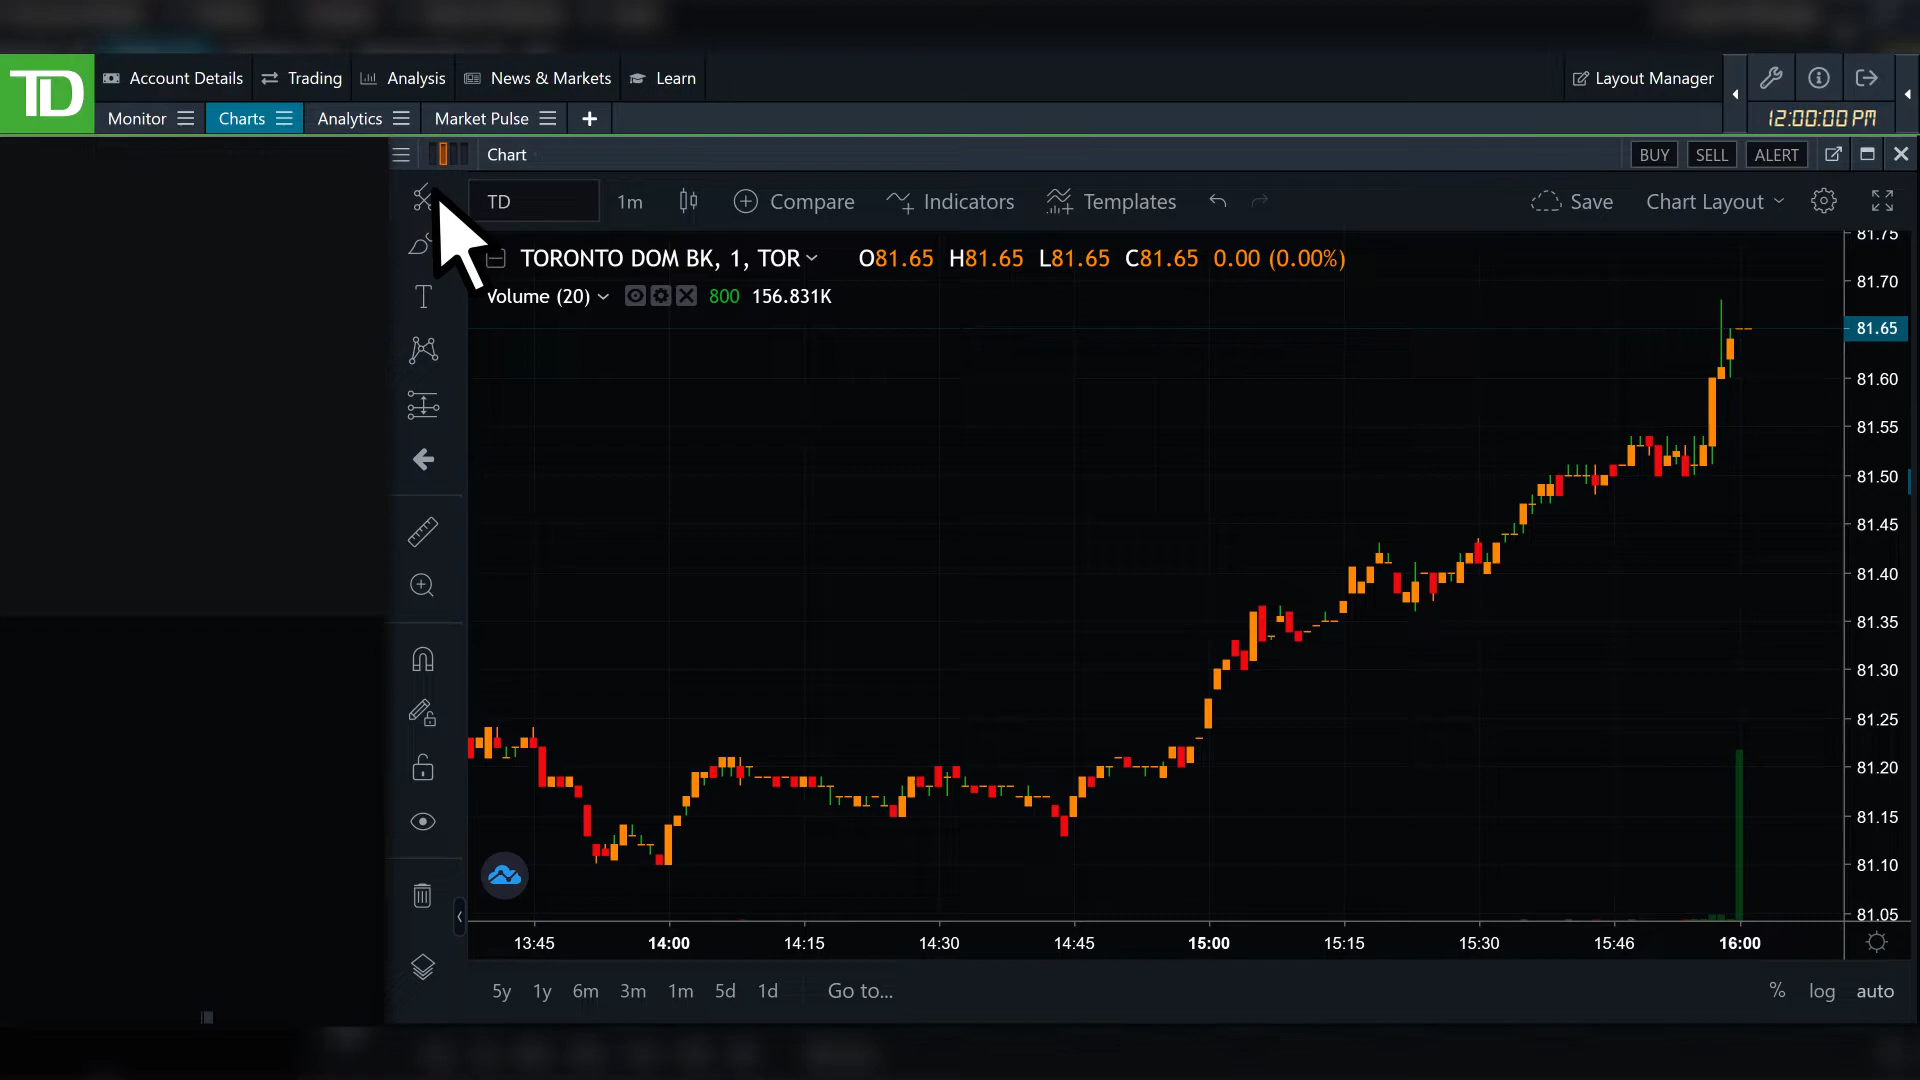 TD
Account Details
Trading
Analysis
News & Markets
Learn
Layout Manager
Monitor
Charts
Analytics
Market Pulse
+
12:00:00 PM
Chart
BUY
SELL
ALERT
TD
1m
Compare
Indicators
Templates
Save
Chart Layout
TORONTO DOM BK, 1, TOR
O81.65 H81.65 L81.65 C81.65 0.00 (0.00%)
Volume (20)
800 156.831K
81.75
81.70
81.65
81.60
81.55
81.50
81.45
81.40
81.35
81.30
81.25
81.20
81.15
81.10
81.05
13:45
14:00
14:15
14:30
14:45
15:00
15:15
15:30
15:46
16:00
5y
1y
6m
3m
1m
5d
1d
Go to...
%
log
auto